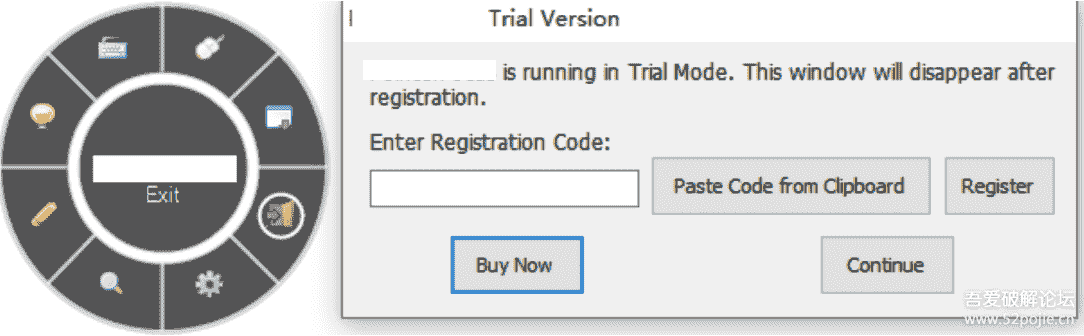 Exit
Trial Version
is running in Trial Mode. This window will disappear after
registration.
Enter Registration Code:
Paste Code from Clipboard
Register
Buy Now
Continue
吾爱破解论坛
www.52pojie.cn